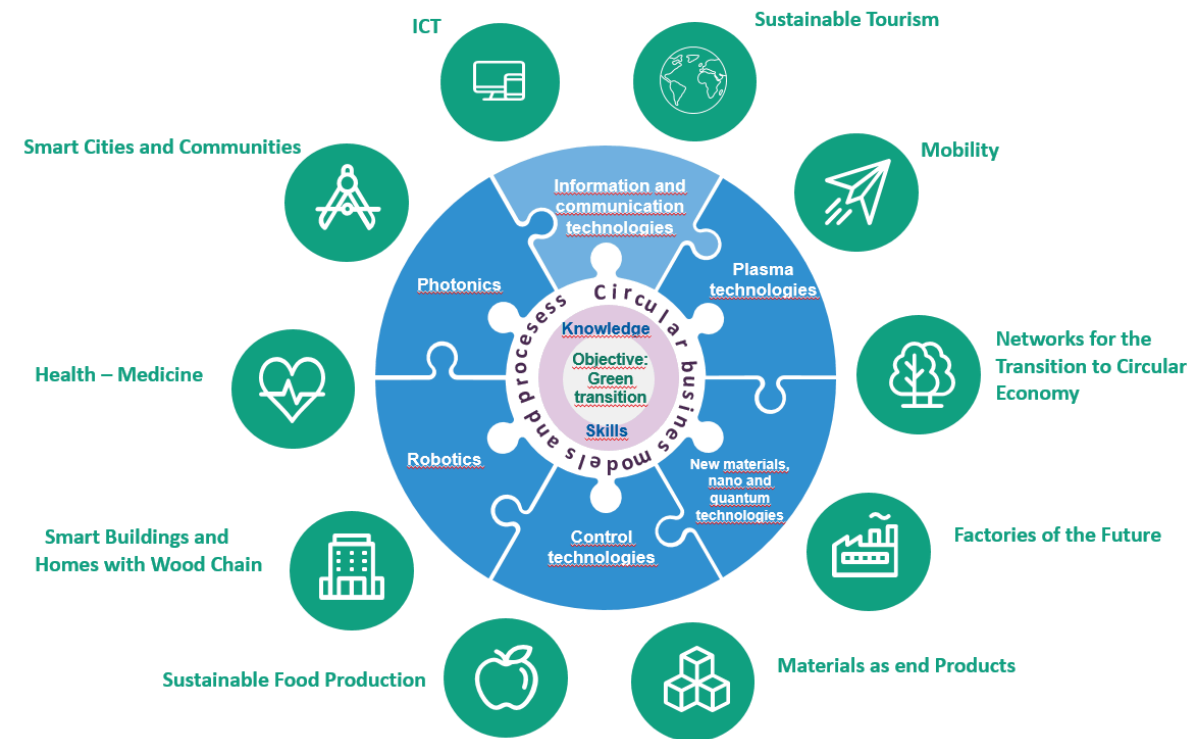 ICT
Sustainable Tourism
Smart Cities and Communities
Mobility
Information and
communication
technologies
Photonics
Plasma
technologies
Circular busines models and procesess
Knowledge
Objective:
Green
transition
Skills
Health – Medicine
Networks for the
Transition to Circular
Economy
Robotics
New materials,
nano and
quantum
technologies
Control
technologies
Smart Buildings and
Homes with Wood Chain
Factories of the Future
Sustainable Food Production
Materials as end Products